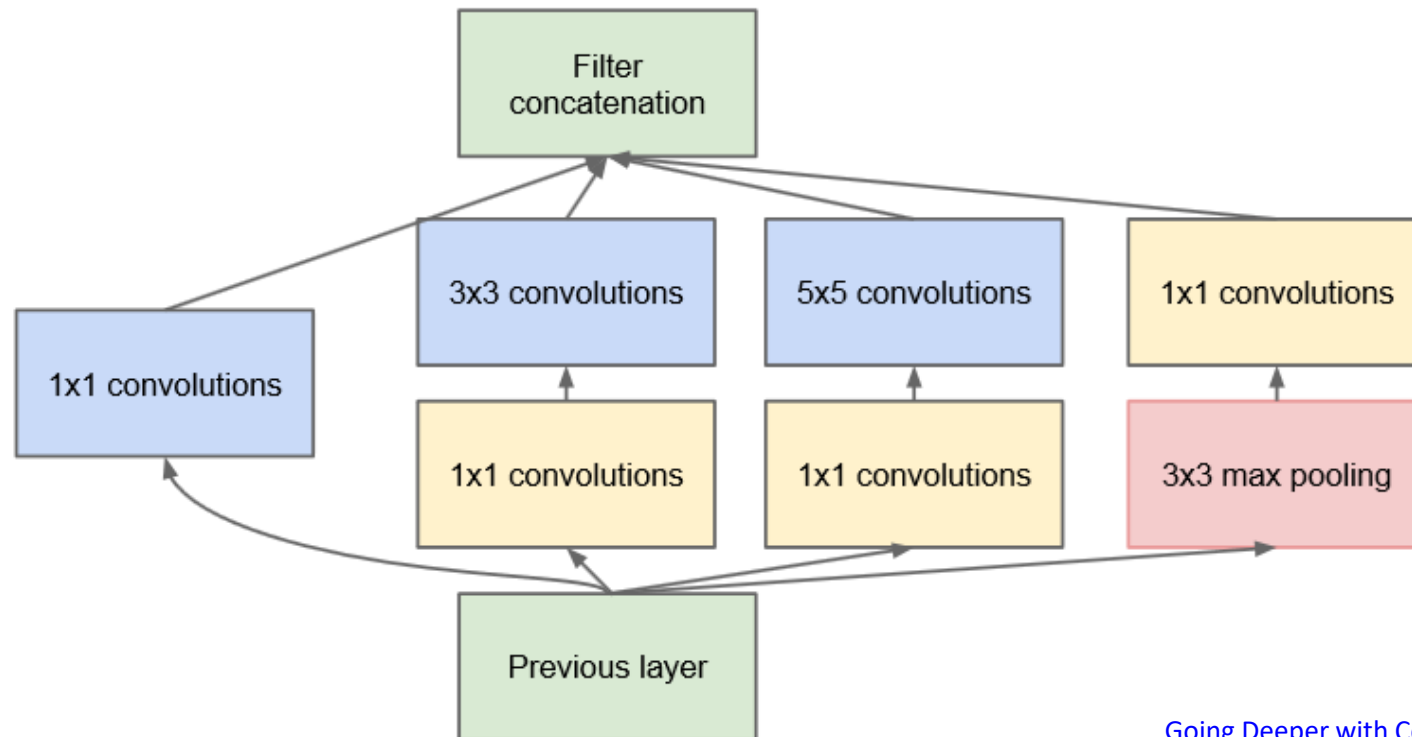 Filter
concatenation
3x3 convolutions
5x5 convolutions
1x1 convolutions
1x1 convolutions
1x1 convolutions
1x1 convolutions
3x3 max pooling
Previous layer
Going Deeper with